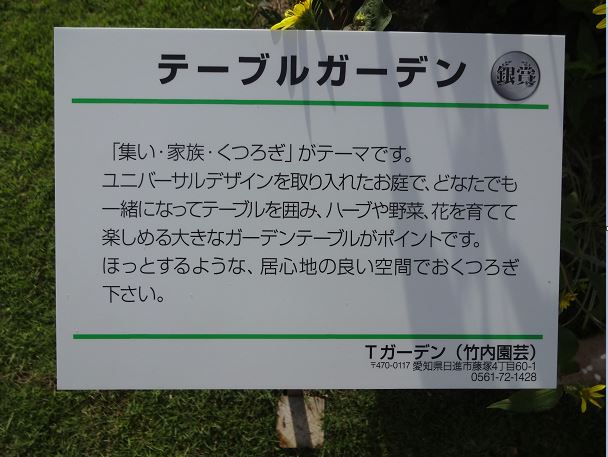 テーブルガーデン 銀賞
「集い・家族・くつろぎ」がテーマです。
ユニバーサルデザインを取り入れたお庭で、どなたでも
一緒になってテーブルを囲み、ハーブや野菜、花を育てて
楽しめる大きなガーデンテーブルがポイントです。
ほっとするような、居心地の良い空間でおくつろぎ
下さい。
Tガーデン（竹内園芸）
〒470-0117 愛知県日進市藤塚4丁目60-1
0561-72-1428